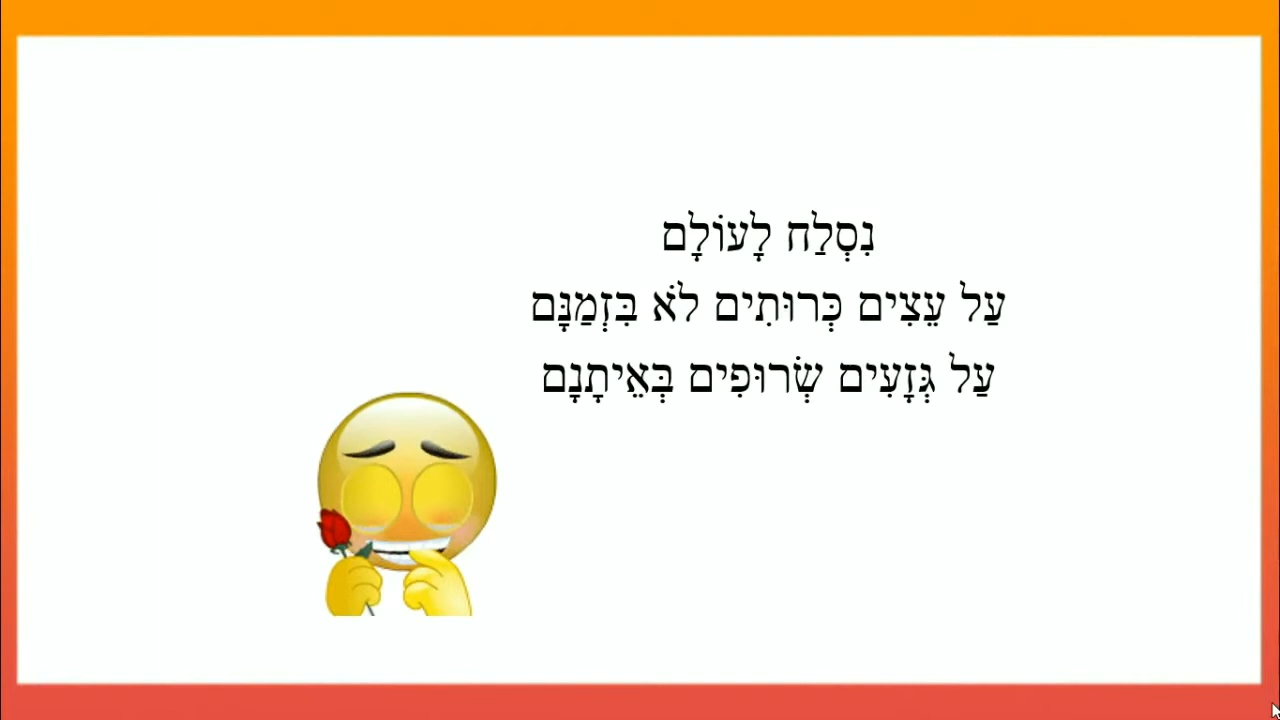 נִסְלַח לָעוֹלָם
עַל עֵצִים כְּרוּתִים לֹא בִּזְמַנָּם
עַל גְּזָעִים שְׂרוּפִים בְּאֵיתָנָם